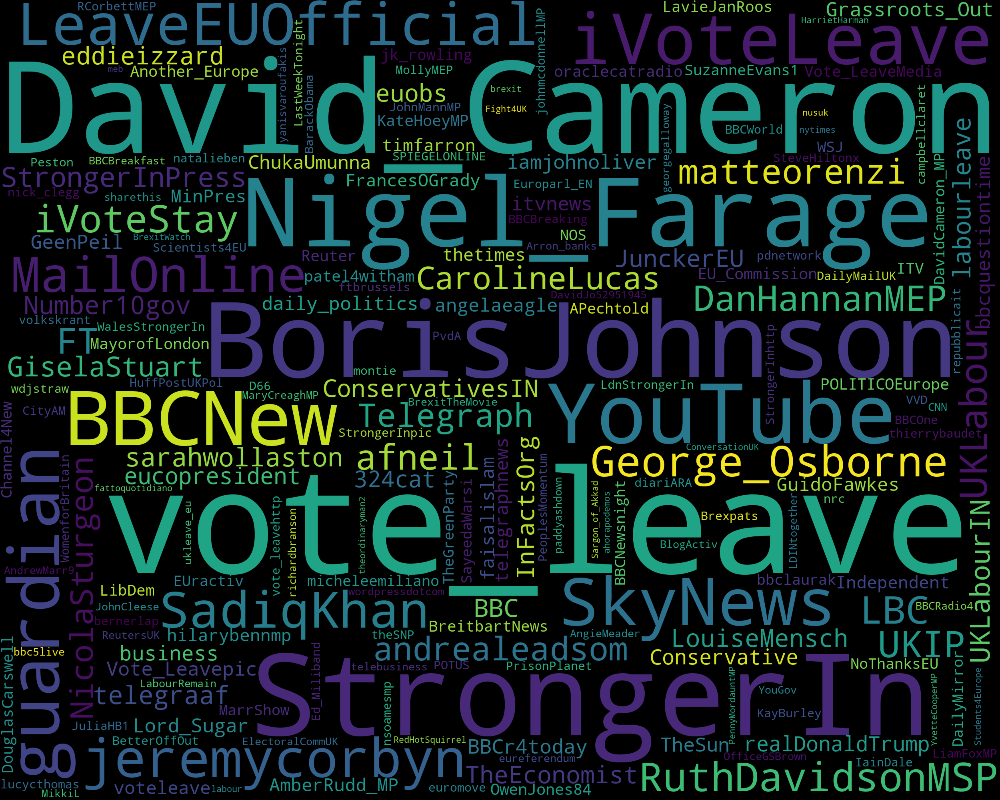 RCorbettMEP
LavieJanRoos
Grassroots_Out
LeaveEUOfficial
iVoteLeave
HarrietHarman
LastWeekTonight
johnmcdonnellMP
eddieizzard
jk_rowling
yanisvaroufakis
meb
Another_Europe
MollyMEP
oraclecatradio
SuzanneEvans1
Vote_LeaveMedia
David_Cameron
BarackObama
euobs
brexit
campbellclaret
JohnMannMP
Fight4UK
nusuk
KateHoeyMP
georgegalloway
BBCWorld
nytimes
labourleave
timfarron
WSJ
Peston
BBCBreakfast
natalieben
ChukaUmunna
SPIEGELONLINE
iamjohnoliver
SteveHiltonx
DavidCameron_MP
bbcquestiontime
StrongerInPress
matteorenzi
FrancesOGrady
Europarl_EN
nick_clegg
sharethis
MinPres
Nigel_Farage
itvnews
iVoteStay
BBCBreaking
GeenPeil
BrexitWatch
Scientists4EU
NOS
Arron_banks
Reuter
thetimes
JunckerEU
pdnetwork
MailOnline
patel4witham
CarolineLucas
EU_Commission
DailyMailUK
ITV
ftbrussels
DavidJo52951945
Number10gov
daily_politics
angelaeagle
APechtold
DanHannanMEP
republicait
volkskrant
WalesStrongerIn
BorisJohnson
FT
MayorofLondon
PvdA
StrongerInhttp
UKLabour
GiselaStuart
montie
wdjstraw
HuffPostUKPol
D66
ConservativesIN
LdnStrongerIn
POLITICOEurope
BBCNew
MaryCreaghMP
BrexitTheMovie
YouTube
VVD
CNN
Channel4New
CityAM
Telegraph
BBCOne
StrongerInpic
thierrybaudet
guardian
WomenforBritain
NicolaSturgeon
sarahwollaston
afneil
telegraphnews
InFactsOrg
PeoplesMomentum
ConversationUK
George_Osborne
eucopresident
324cat
TheGreenParty
SayeedaWarsi
faisalislam
diariARA
GuidoFawkes
fattoquotidiano
nrc
vote_leave
ukleave_eu
vote_leavehttp
richardbranson
theordinaryman2
paddyashdown
Sargon_of_Akkad
ahorapodemos
BBCNewsnight
Brexpats
BlogActiv
LDINtogether
UKLabourIN
AndrewMarr9
EUractiv
micheleemiliano
bbclaurak
Independent
LibDem
wordpressdotcom
JohnCleese
SadiqKhan
BBC
SkyNews
LBC
BBCRadio4
bernerlap
BreitbartNews
ReutersUK
hilarybennmp
theSNP
AngieMeader
LouiseMensch
UKIP
DouglasCarswell
bbc5live
business
andrealeadsom
Conservative
NoThanksEU
Vote_Leavepic
Ed_Miliband
telebusiness
POTUS
PrisonPlanet
DailyMirror
Students4Europe
LabourRemain
telegraaf
StrongerIn
nsoamesmp
PennyMordauntMP
YouGov
YvetteCooperMP
MarrShow
KayBurley
JuliaHB1
Lord_Sugar
BetterOffOut
ElectoralCommUK
RedHotSquirrel
BBCr4today
TheSun
realDonaldTrump
jeremycorbyn
eureferendum
OfficeGSBrown
IainDale
LiamFoxMP
TheEconomist
RuthDavidsonMSP
lucycthomas
voteleave
labour
AmberRudd_MP
euromove
OwenJones84
MikkiL